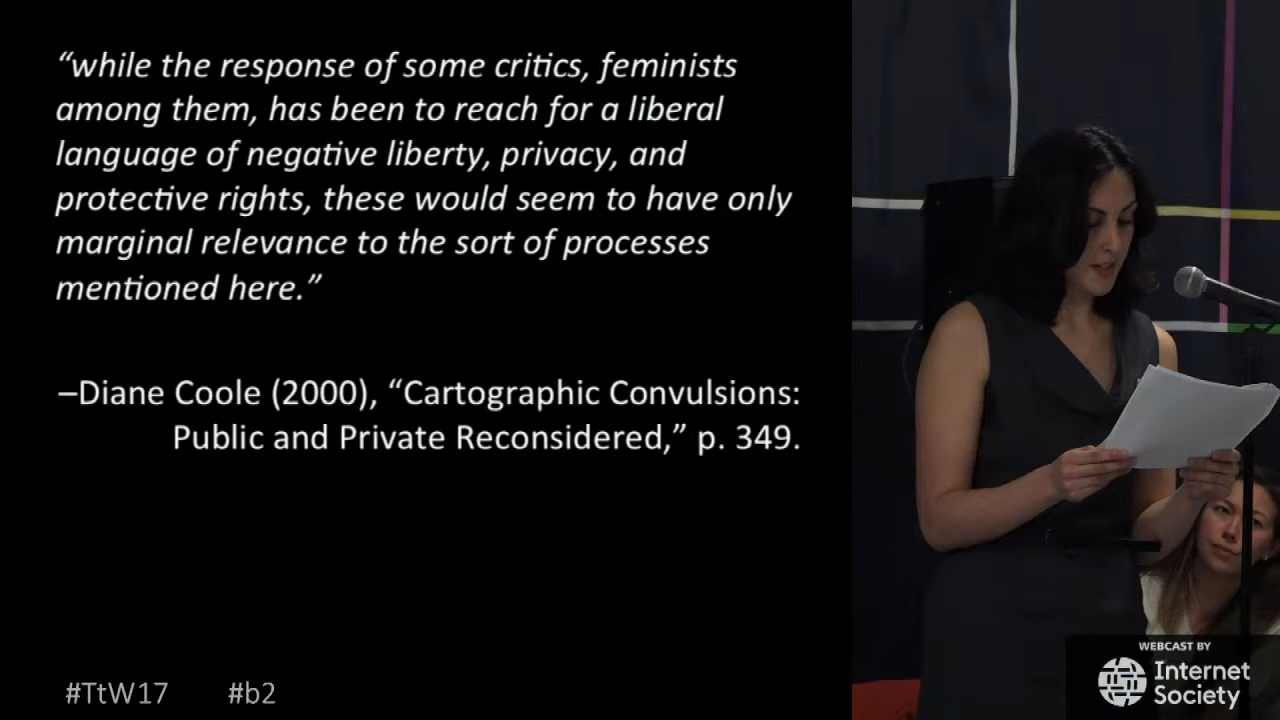 “while the response of some critics, feminists
among them, has been to reach for a liberal
language of negative liberty, privacy, and
protective rights, these would seem to have only
marginal relevance to the sort of processes
mentioned here.”
–Diane Coole (2000), “Cartographic Convulsions:
Public and Private Reconsidered,” p. 349.
#TtW17 #b2
WEBCAST BY
Internet
Society